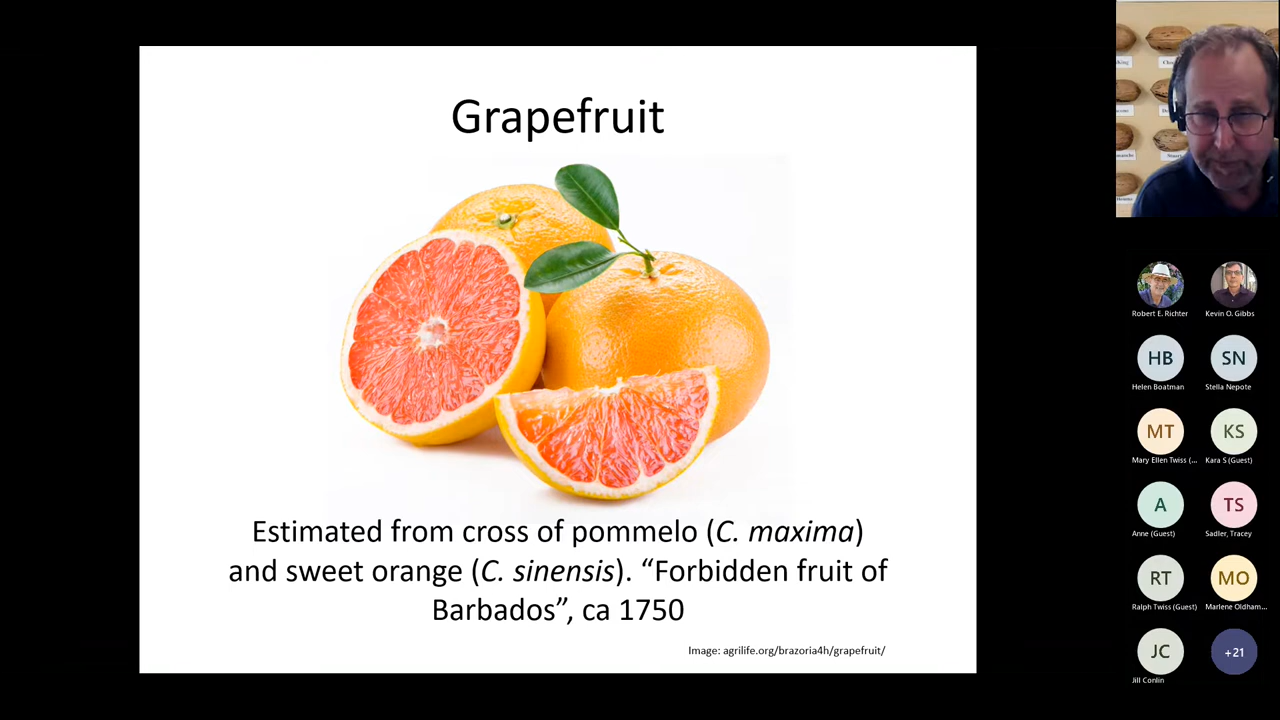 Grapefruit
Estimated from cross of pommelo (C. maxima)
and sweet orange (C. sinensis). “Forbidden fruit of
Barbados”, ca 1750
Image: agrilife.org/brazoria4h/grapefruit/
Robert E. Richter
Kevin O. Gibbs
HB
SN
Helen Boatman
Stella Nepote
MT
KS
Mary Ellen Twiss (...
Kara S (Guest)
A
TS
Anne (Guest)
Sadler, Tracey
RT
MO
Ralph Twiss (Guest)
Marlene Oldham...
JC
+21
Jill Conlin